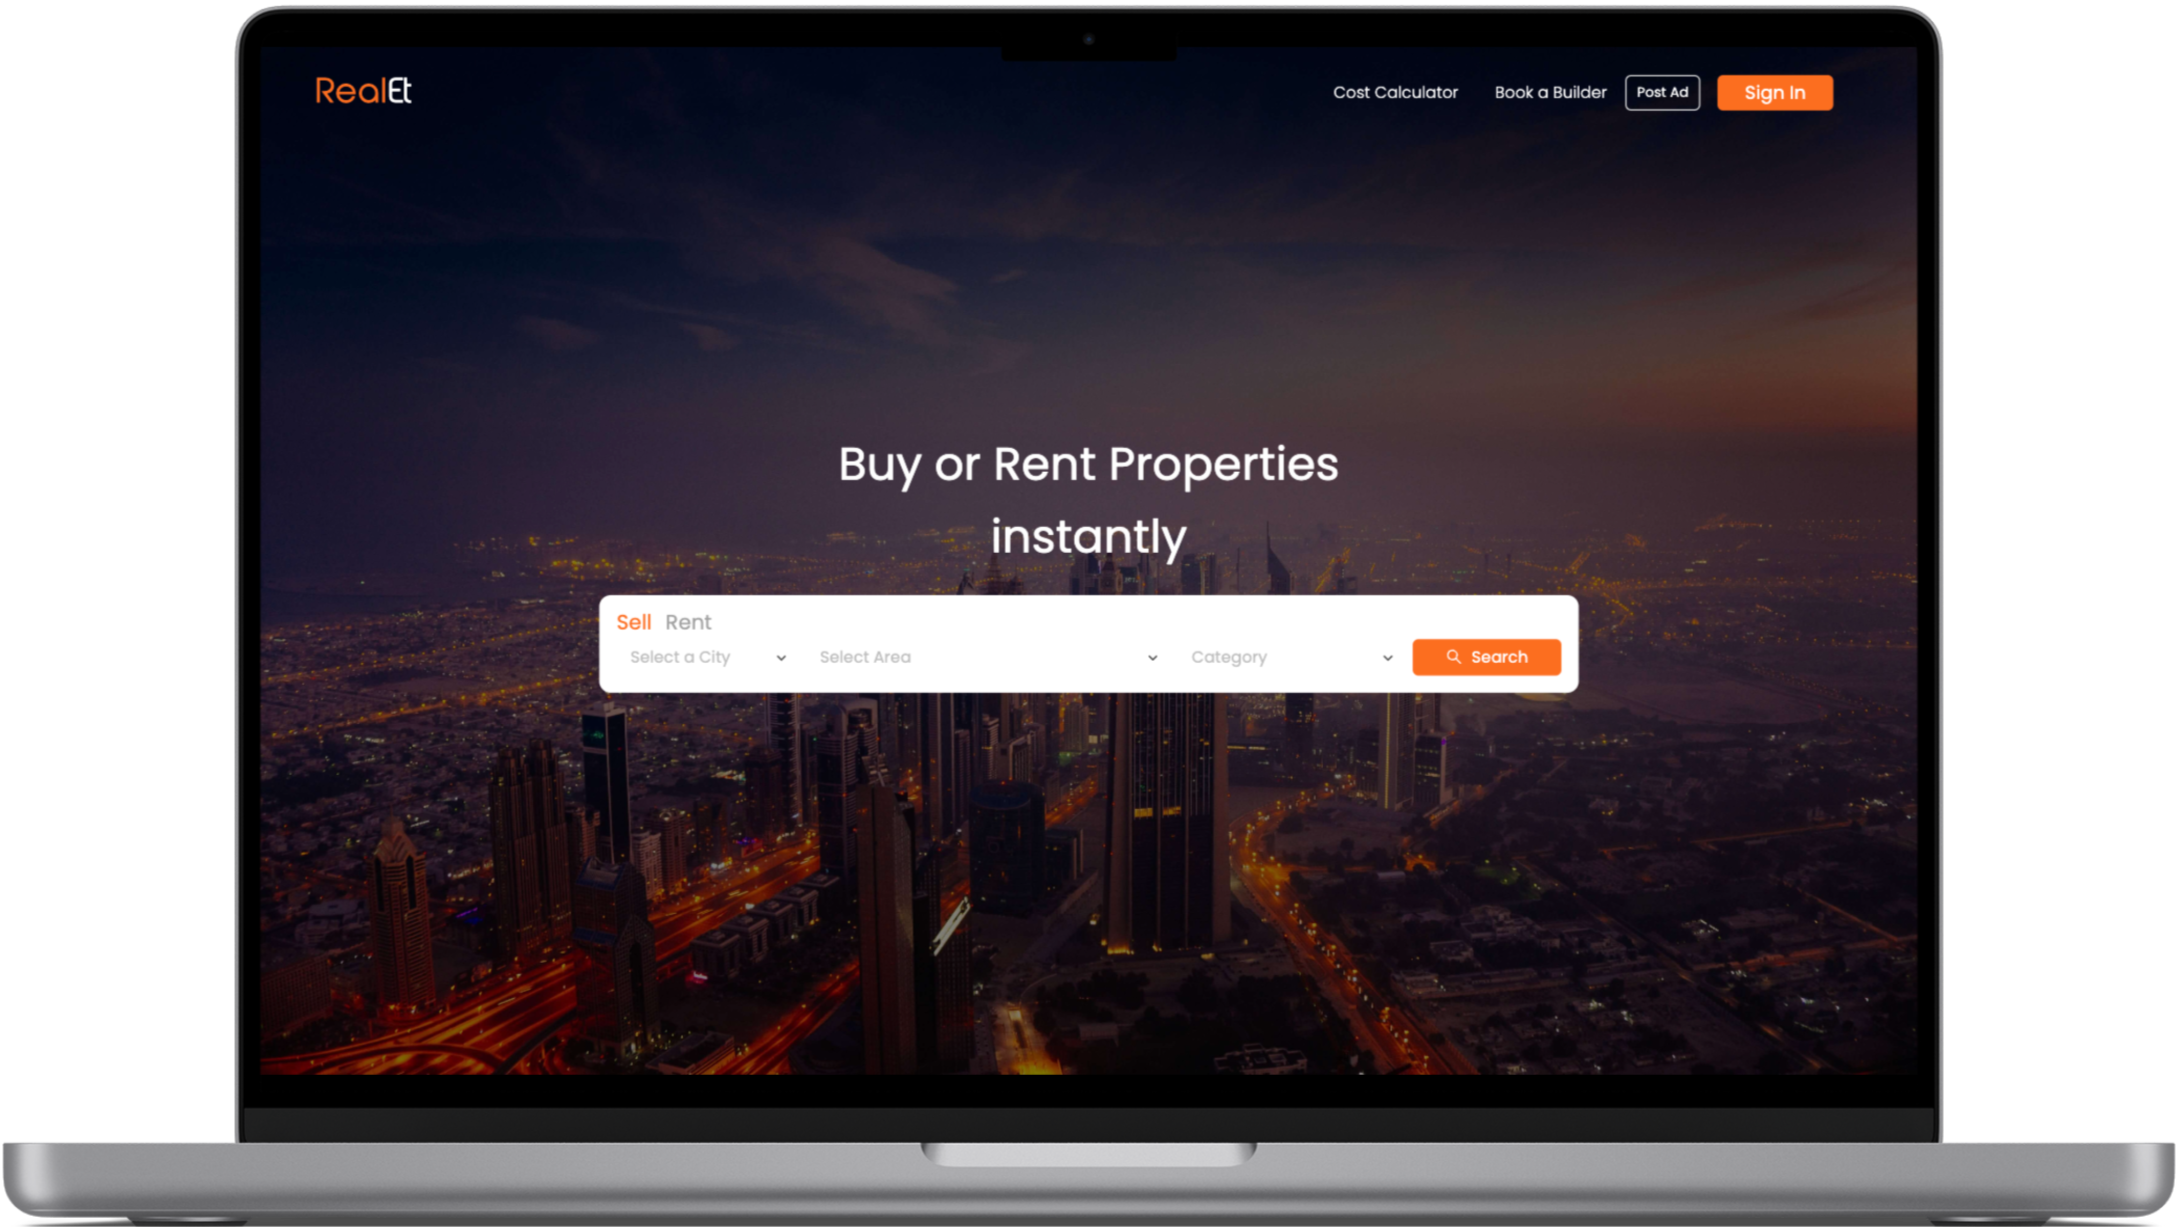 RealEt
Cost Calculator
Book a Builder
Post Ad
Sign In
Buy or Rent Properties
instantly
Sell Rent
Select a City
Select Area
Category
Search